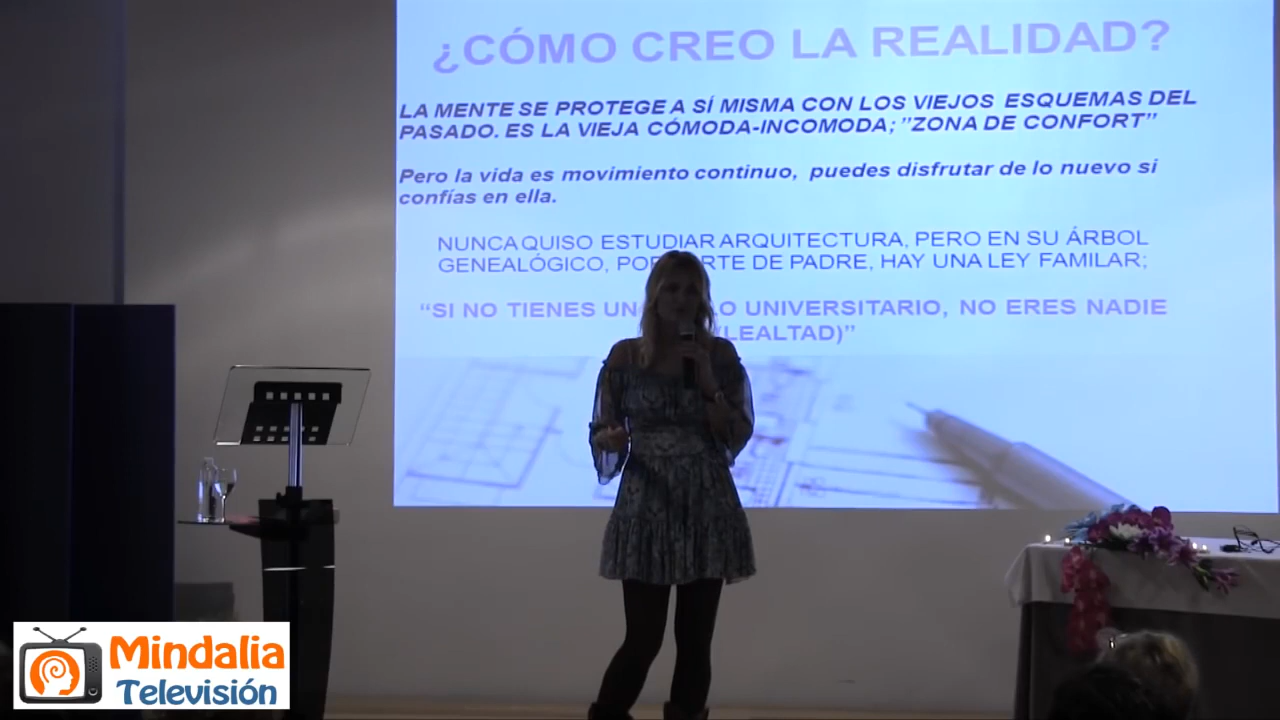 ¿CÓMO CREO LA REALIDAD?
LA MENTE SE PROTEGE A SÍ MISMA CON LOS VIEJOS ESQUEMAS DEL
PASADO. ES LA VIEJA CÓMODA-INCOMODA; "ZONA DE CONFORT"
Pero la vida es movimiento continuo, puedes disfrutar de lo nuevo si
confías en ella.
NUNCA QUISO ESTUDIAR ARQUITECTURA, PERO EN SU ÁRBOL
GENEALÓGICO, DE PADRE, HAY UNA LEY FAMILAR;
"SI NO TIENES UNIVERSITARIO, NO ERES NADIE
(LEALTAD)"
Mindalia
Televisión